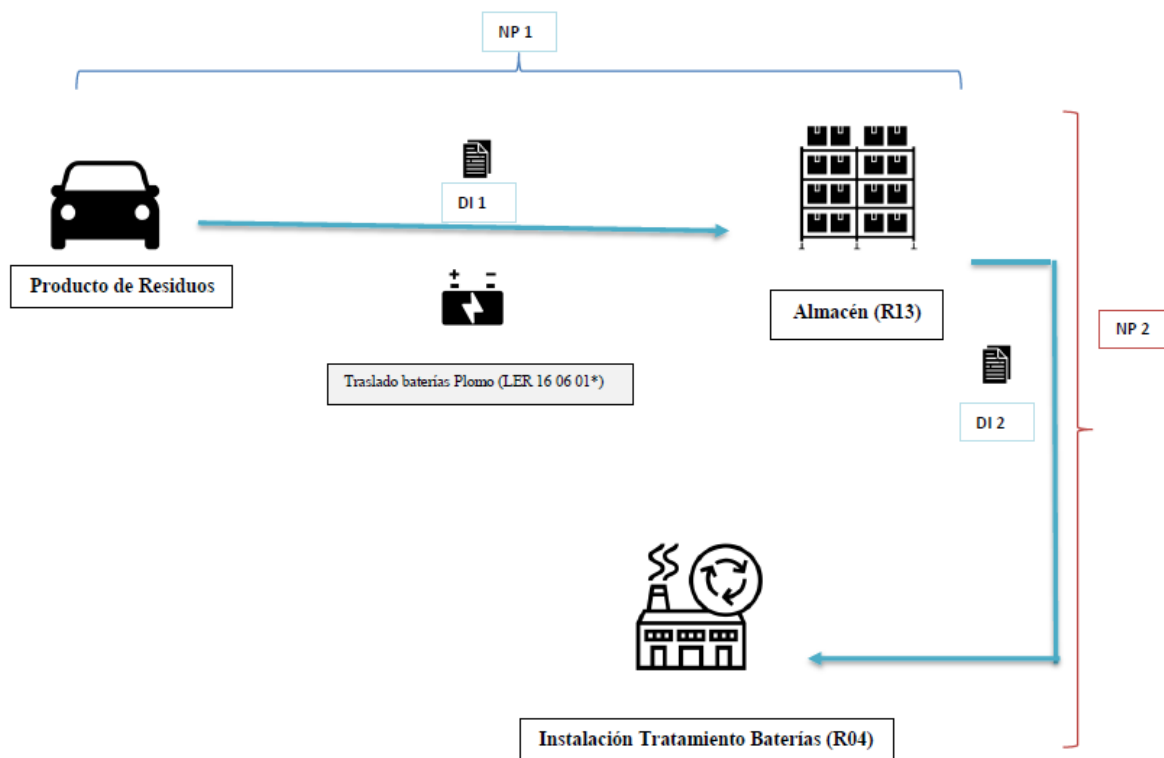 NP 1
DI 1
Producto de Residuos
Almacén (R13)
Traslado baterías Plomo (LER 16 06 01*)
NP 2
DI 2
Instalación Tratamiento Baterías (R04)